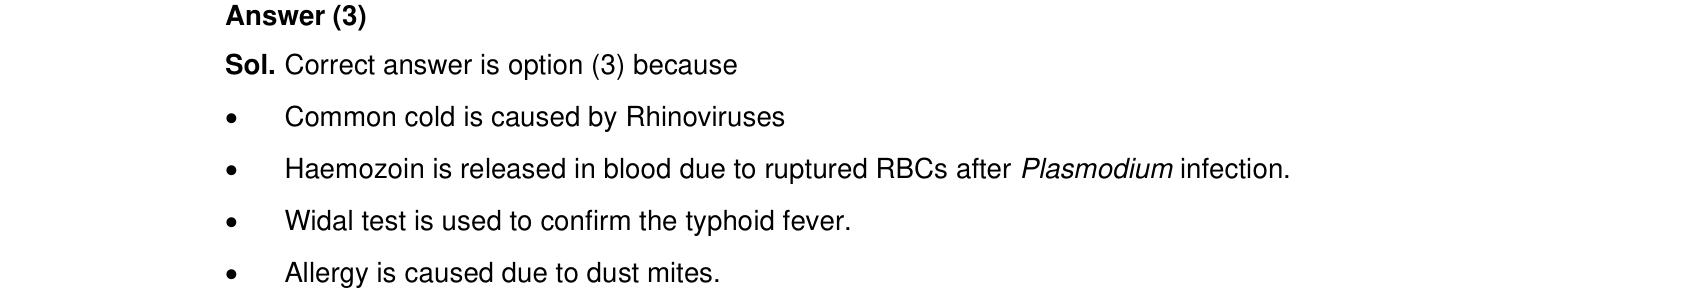 Answer (3)
Sol. Correct answer is option (3) because
• Common cold is caused by Rhinoviruses
• Haemozoin is released in blood due to ruptured RBCs after Plasmodium infection.
• Widal test is used to confirm the typhoid fever.
• Allergy is caused due to dust mites.